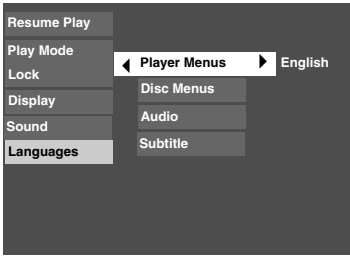 Resume Play
Play Mode
Lock
Display
Sound
Languages
Player Menus
English
Disc Menus
Audio
Subtitle